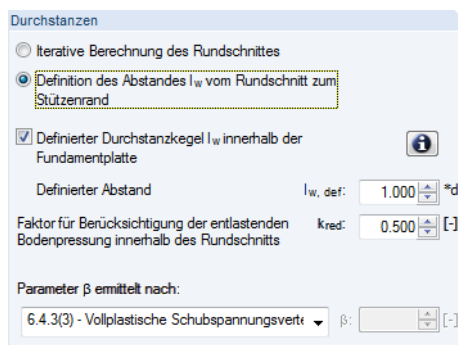 Durchstanzen
Iterative Berechnung des Rundschnittes
Definition des Abstandes lw vom Rundschnitt zum
Stützenrand
Definierter Durchstanzkegel lw innerhalb der
Fundamentplatte
Definierter Abstand lw, def: 1.000 *d
Faktor für Berücksichtigung der entlastenden kred: 0.500 [-]
Bodenpressung innerhalb des Rundschnitts
Parameter β ermittelt nach:
6.4.3(3) - Vollplastische Schubspannungsverte β: [-]